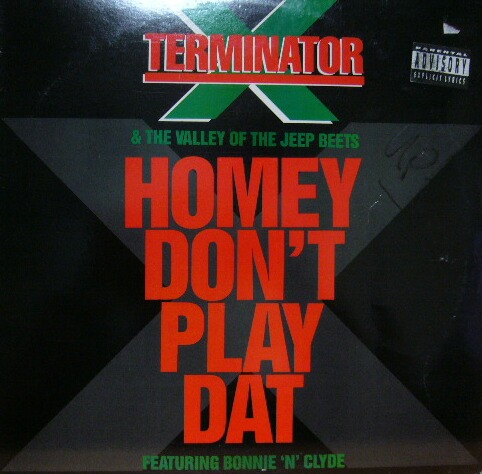 TERMINATOR
X
PARENTAL
ADVISORY
EXPLICIT LYRICS
& THE VALLEY OF THE JEEP BEETS
HOMEY
DON'T
PLAY
DAT
FEATURING BONNIE 'N' CLYDE